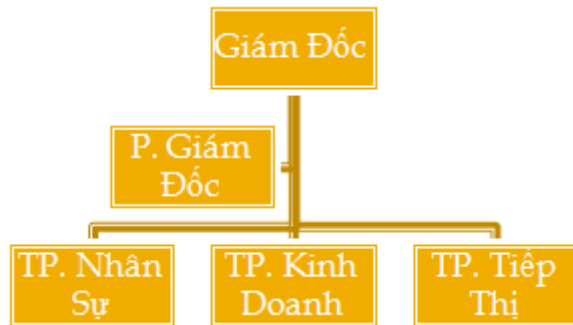 Giám Đốc
P. Giám
Đốc
TP. Nhân
Sự
TP. Kinh
Doanh
TP. Tiếp
Thị